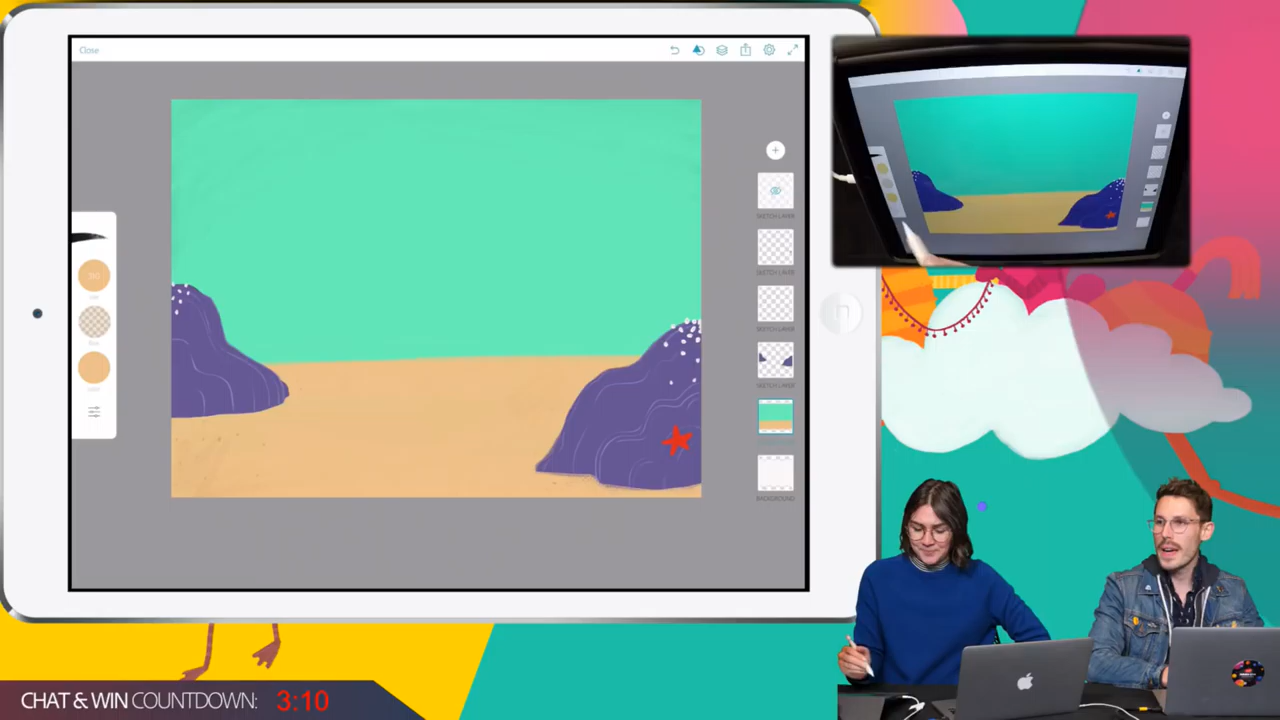 Close
SKETCH LAYER
SKETCH LAYER
SKETCH LAYER
SKETCH LAYER
BACKGROUND
CHAT & WIN COUNTDOWN: 3:10